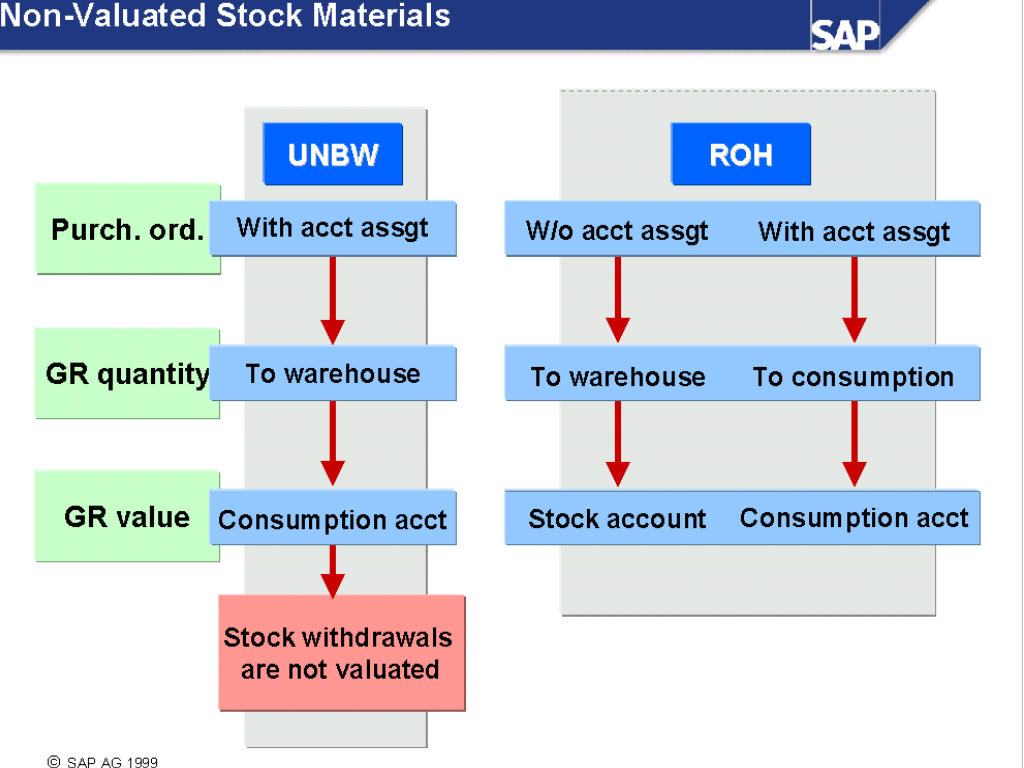 Non-Valuated Stock Materials
SAP
UNBW
ROH
Purch. ord.
With acct assgt
W/o acct assgt
With acct assgt
GR quantity
To warehouse
To warehouse
To consumption
GR value
Consumption acct
Stock account
Consumption acct
Stock withdrawals
are not valuated
© SAP AG 1999